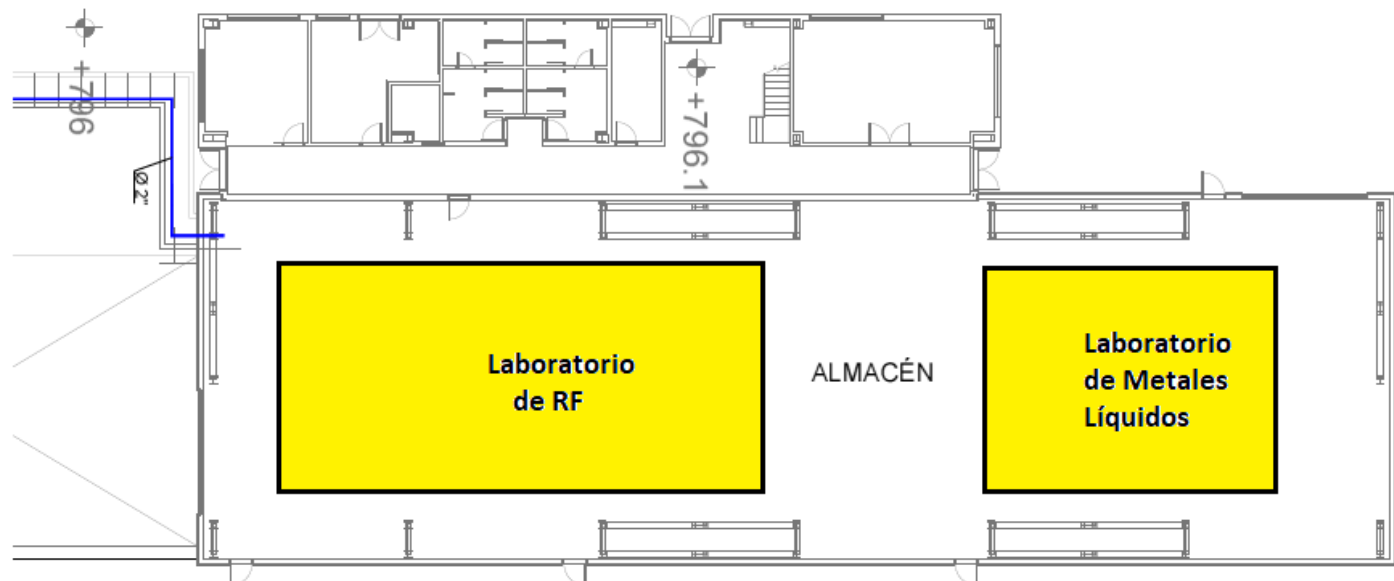 +796
+796.1
Ø 2"
Laboratorio
de RF
ALMACÉN
Laboratorio
de Metales
Líquidos